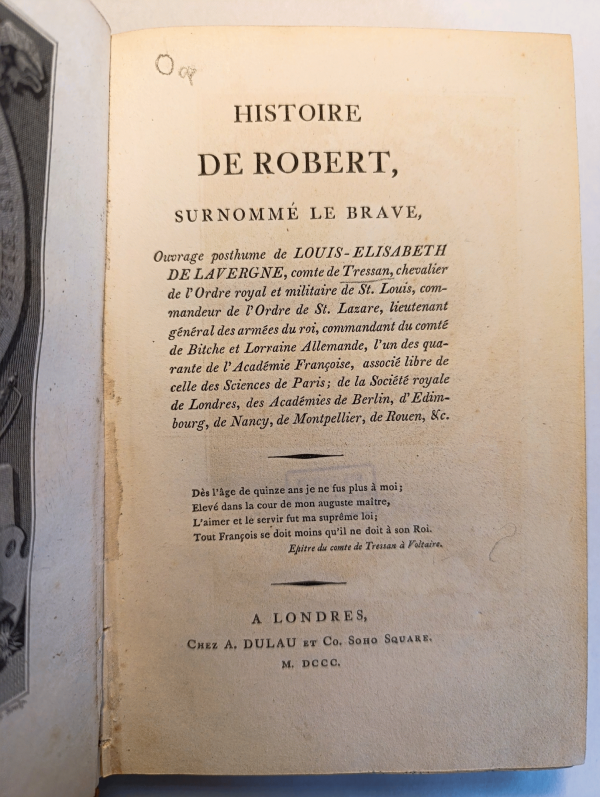 HISTOIRE
DE ROBERT,
SURNOMMÉ LE BRAVE,
Ouvrage posthume de LOUIS-ELISABETH
DE LAVERGNE, comte de Tressan, chevalier
de l'Ordre royal et militaire de St. Louis, com-
mandeur de l'Ordre de St. Lazare, lieutenant
général des armées du roi, commandant du comté
de Bitche et Lorraine Allemande, l'un des qua-
rante de l'Académie Françoise, associé libre de
celle des Sciences de Paris; de la Société royale
de Londres, des Académies de Berlin, d'Edim-
bourg, de Nancy, de Montpellier, de Rouen, &c.
Dès l'âge de quinze ans je ne fus plus à moi;
Elevé dans la cour de mon auguste maître,
L'aimer et le servir fut ma suprême loi;
Tout François se doit moins qu'il ne doit à son Roi.
Epitre du comte de Tressan à Voltaire.
A LONDRES,
CHEZ A. DULAU ET CO. SOHO SQUARE.
M. DCCC.